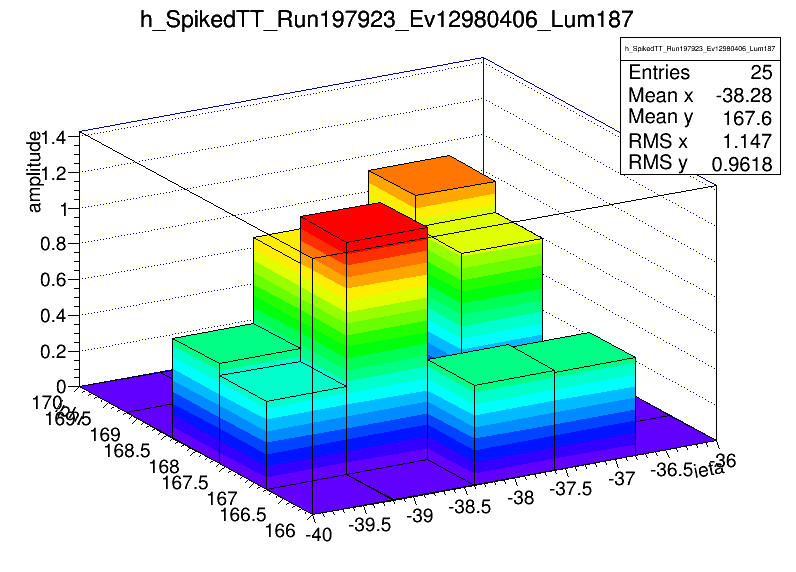 h_SpikedTT_Run197923_Ev12980406_Lum187
h_SpikedTT_Run197923_Ev12980406_Lum187
Entries 25
Mean x -38.28
Mean y 167.6
RMS x 1.147
RMS y 0.9618
amplitude
1.4
1.2
1
0.8
0.6
0.4
0.2
0
170
169.5
169
168.5
168
167.5
167
166.5
166
-40
-39.5
-39
-38.5
-38
-37.5
-37
-36.5
-36
ieta